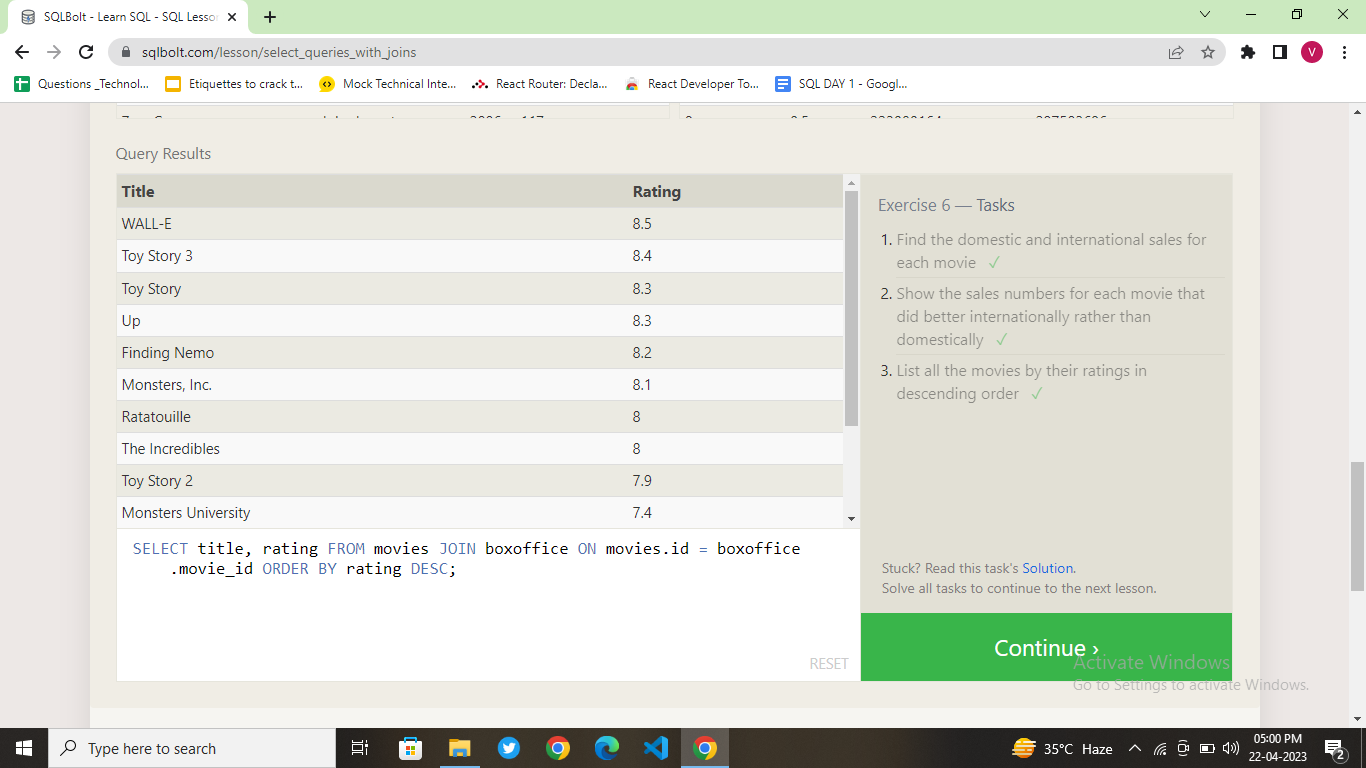 SQLBolt - Learn SQL - SQL Lesson
sqlbolt.com/lesson/select_queries_with_joins
V
Questions _Technol...
Etiquettes to crack t...
Mock Technical Inte...
React Router: Decla...
React Developer To...
SQL DAY 1 - Googl...
Query Results
Title Rating
WALL-E 8.5
Toy Story 3 8.4
Toy Story 8.3
Up 8.3
Finding Nemo 8.2
Monsters, Inc. 8.1
Ratatouille 8
The Incredibles 8
Toy Story 2 7.9
Monsters University 7.4
SELECT title, rating FROM movies JOIN boxoffice ON movies.id = boxoffice
.movie_id ORDER BY rating DESC;
RESET
Exercise 6 — Tasks
1. Find the domestic and international sales for
each movie ✓
2. Show the sales numbers for each movie that
did better internationally rather than
domestically ✓
3. List all the movies by their ratings in
descending order ✓
Stuck? Read this task's Solution.
Solve all tasks to continue to the next lesson.
Continue ›
Activate Windows
Go to Settings to activate Windows.
Type here to search
35°C Haze
05:00 PM
22-04-2023
2